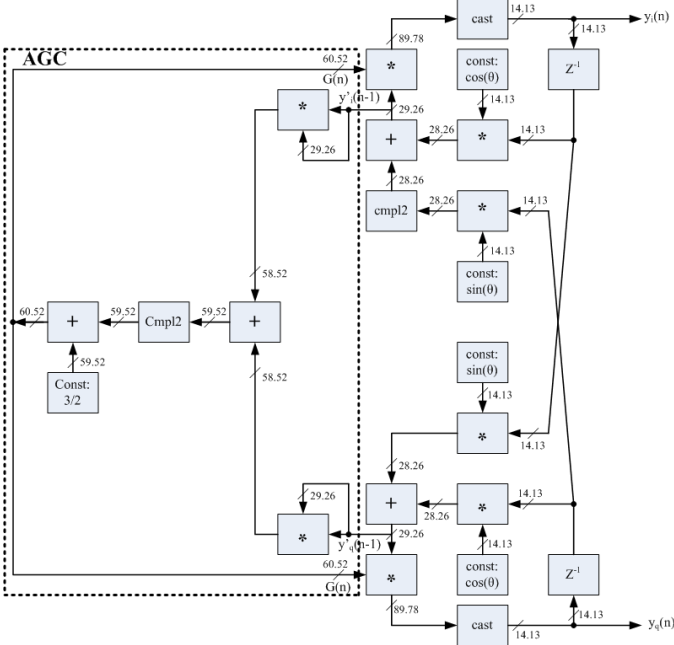 cast
14.13
yᵢ(n)
14.13
89.78
AGC
60.52
G(n)
*
const:
cos(θ)
Z⁻¹
*
y'ᵢ(n-1)
29.26
14.13
29.26
+
28.26
*
14.13
28.26
cmpl2
28.26
*
14.13
14.13
const:
sin(θ)
58.52
60.52
+
59.52
Cmpl2
59.52
+
59.52
Const:
3/2
58.52
const:
sin(θ)
14.13
*
14.13
28.26
29.26
+
28.26
*
14.13
*
y'q(n-1)
29.26
14.13
60.52
G(n)
*
const:
cos(θ)
Z⁻¹
89.78
cast
14.13
14.13
yq(n)